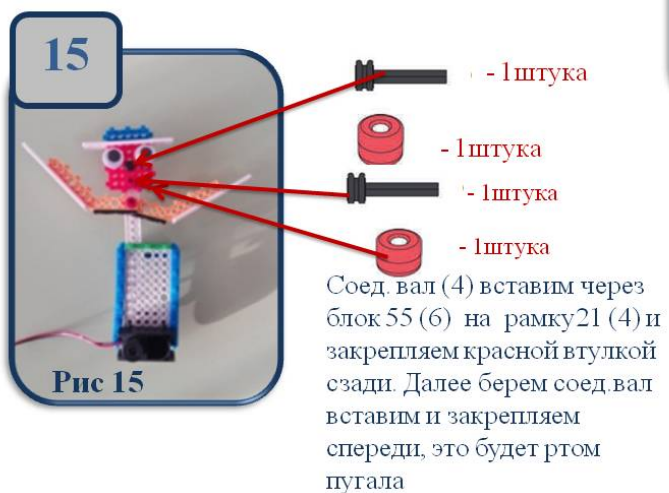 15
- 1штука
- 1штука
- 1штука
- 1штука
Рис 15
Соед. вал (4) вставим через
блок 55 (6) на рамку21 (4) и
закрепляем красной втулкой
сзади. Далее берем соед.вал
вставим и закрепляем
спереди, это будет ртом
пугала